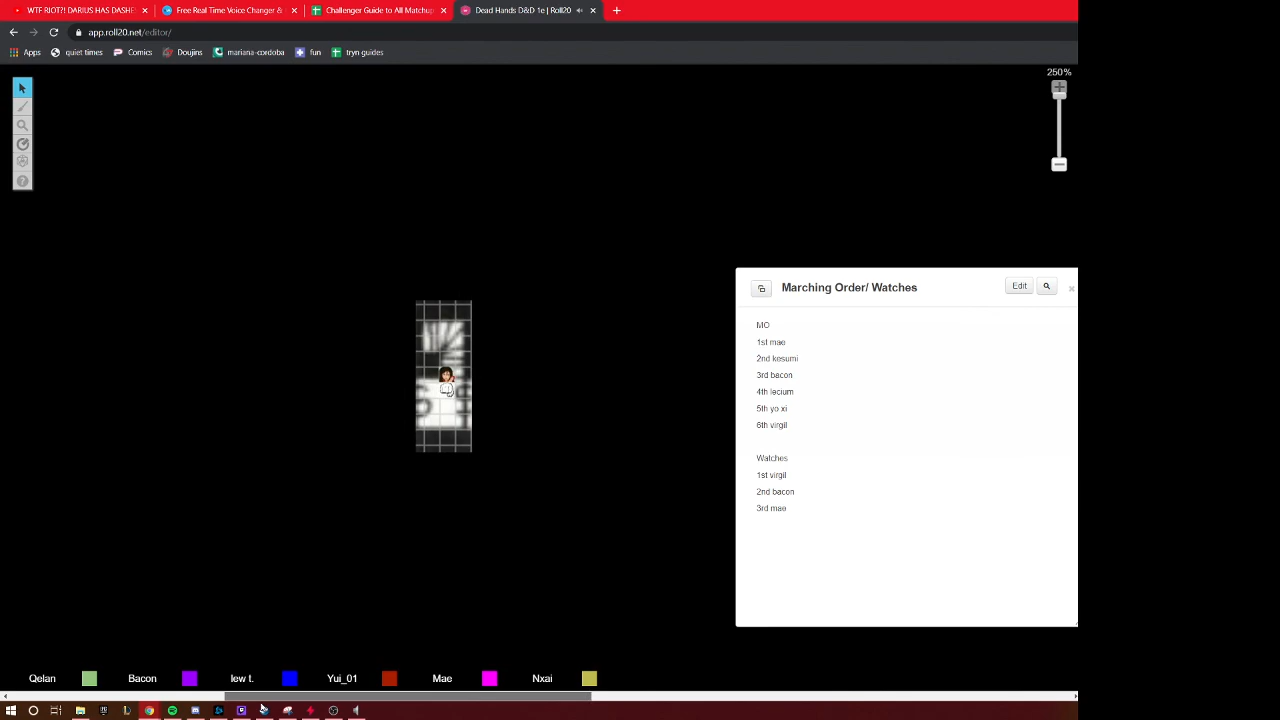 WTF RIOT?! DARIUS HAS DASHE
Free Real Time Voice Changer &
Challenger Guide to All Matchup
Dead Hands D&D 1e | Roll20
app.roll20.net/editor/
Apps
quiet times
Comics
Doujins
mariana-cordoba
fun
tryn guides
250%
Marching Order/ Watches
Edit
MO
1st mae
2nd kesumi
3rd bacon
4th lecium
5th yo xi
6th virgil
Watches
1st virgil
2nd bacon
3rd mae
Qelan
Bacon
lew t.
Yui_01
Mae
Nxai